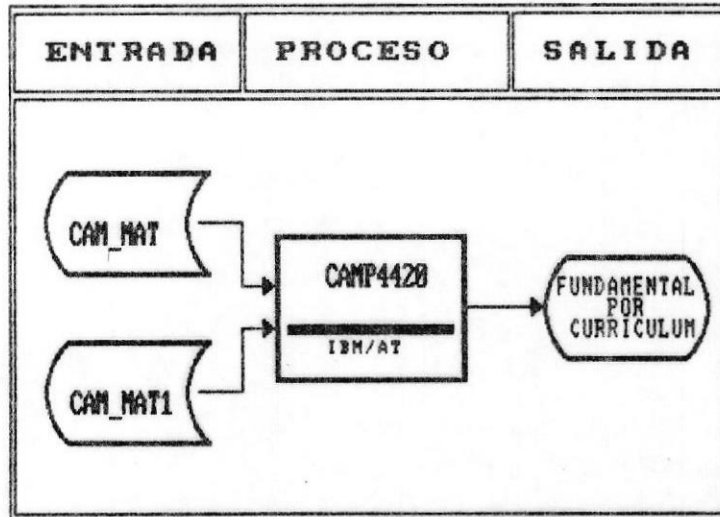 ENTRADA
PROCESO
SALIDA
CAM_MAT
CAMP4420
IBM/AT
FUNDAMENTAL
POR
CURRICULUM
CAM_MAT1